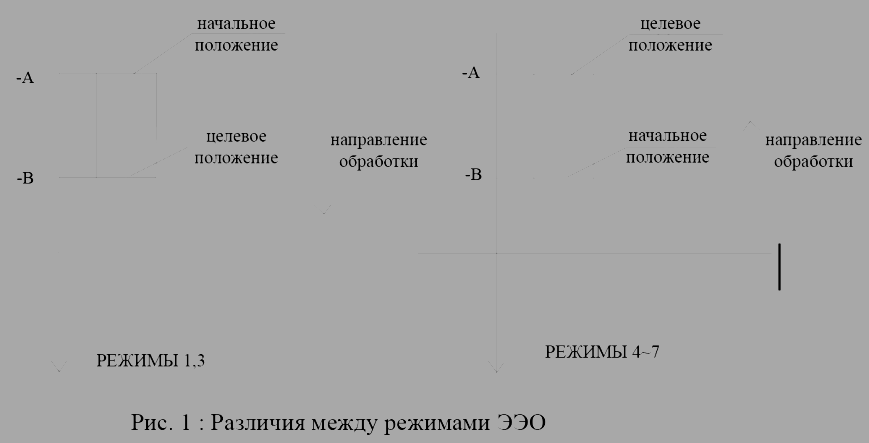 начальное
положение
-А
целевое
положение
-В
направление
обработки
РЕЖИМЫ 1,3
целевое
положение
-А
начальное
положение
-В
направление
обработки
РЕЖИМЫ 4~7
Рис. 1 : Различия между режимами ЭЭО